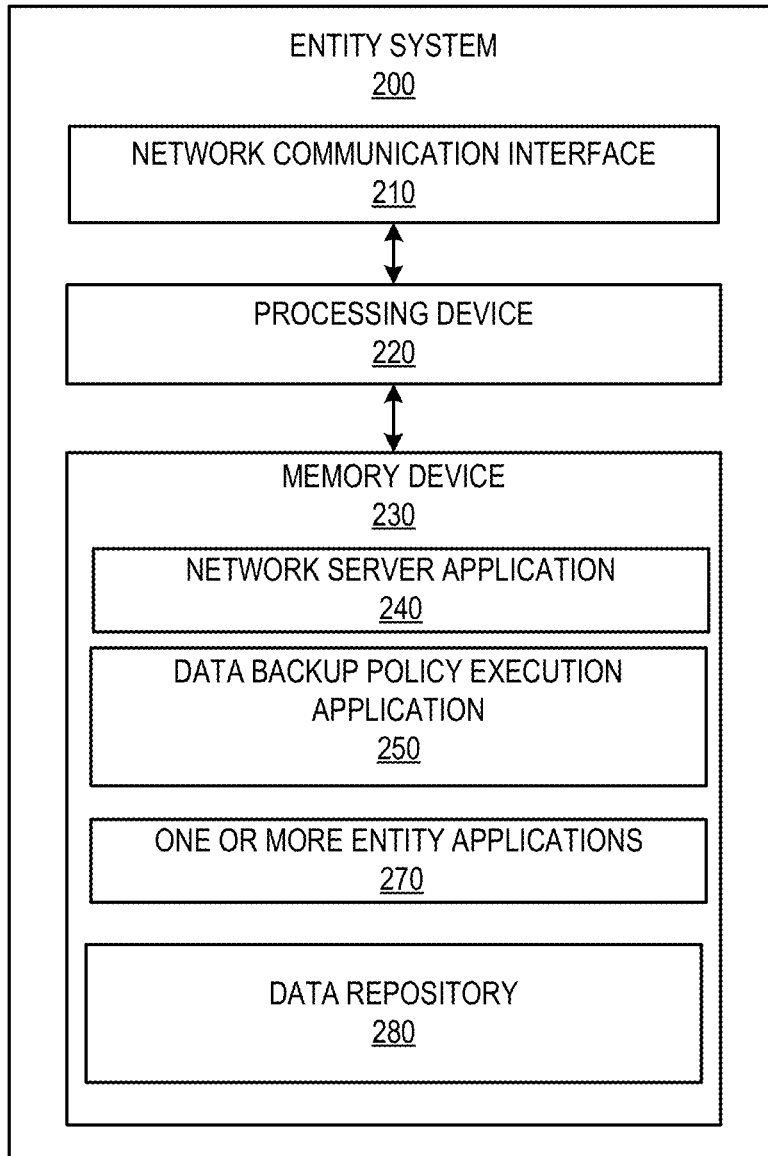 ENTITY SYSTEM
200
NETWORK COMMUNICATION INTERFACE
210
PROCESSING DEVICE
220
MEMORY DEVICE
230
NETWORK SERVER APPLICATION
240
DATA BACKUP POLICY EXECUTION
APPLICATION
250
ONE OR MORE ENTITY APPLICATIONS
270
DATA REPOSITORY
280